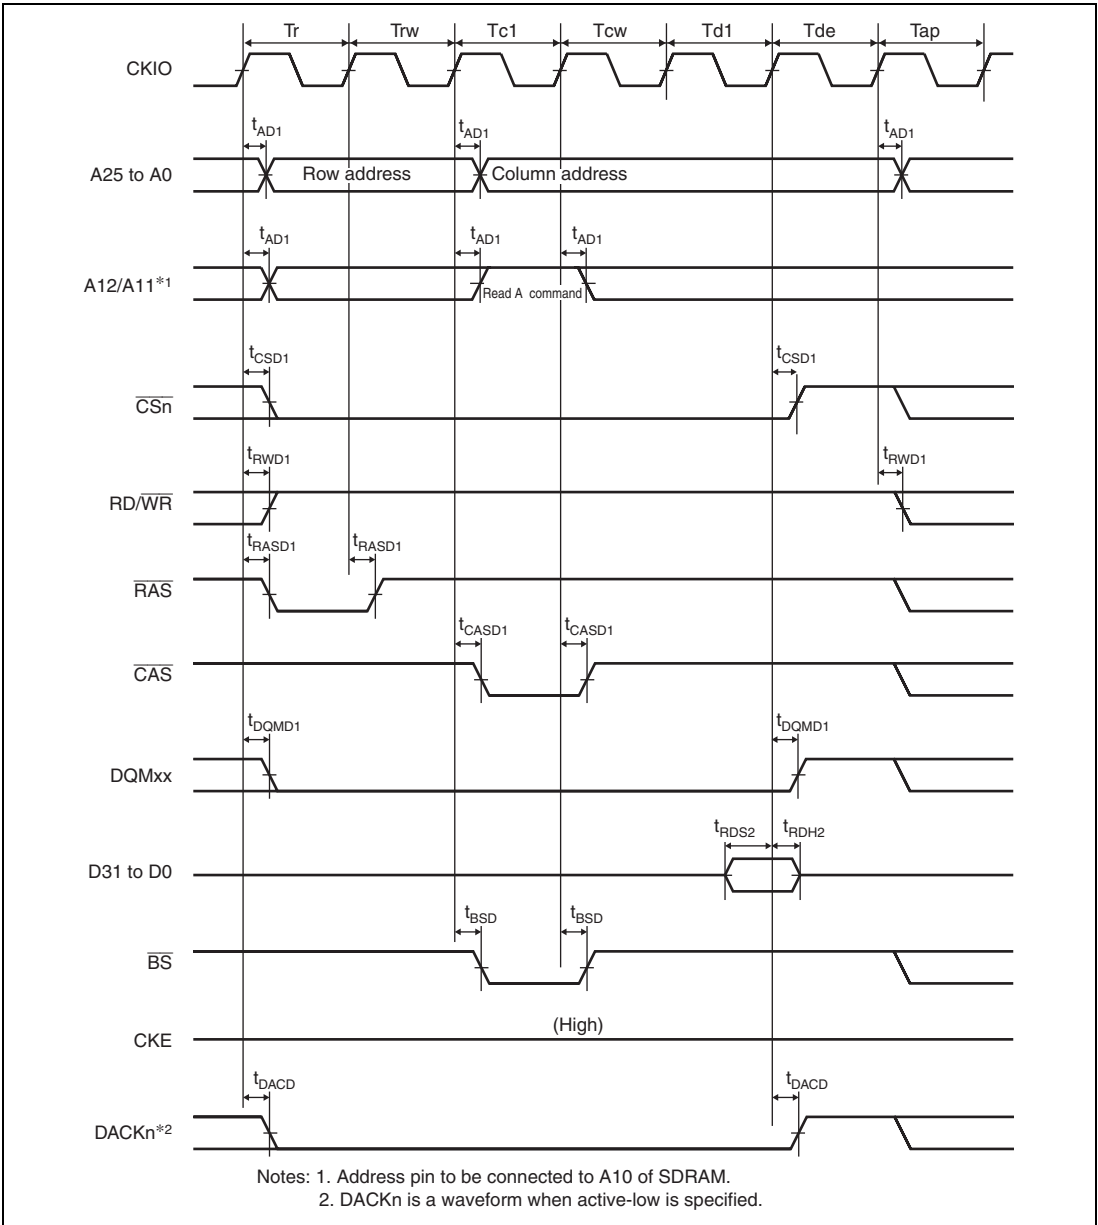 Tr Trw Tc1 Tcw Td1 Tde Tap
CKIO
tAD1 tAD1 tAD1
A25 to A0 Row address Column address
tAD1 tAD1 tAD1
A12/A11*1 Read A command
tCSD1 tCSD1
CSn
tRWD1 tRWD1
RD/WR
tRASD1 tRASD1
RAS
tCASD1 tCASD1
CAS
tDQMD1 tDQMD1
DQMxx
tRDS2 tRDH2
D31 to D0
tBSD tBSD
BS
(High)
CKE
tDACD tDACD
DACKn*2
Notes: 1. Address pin to be connected to A10 of SDRAM.
2. DACKn is a waveform when active-low is specified.